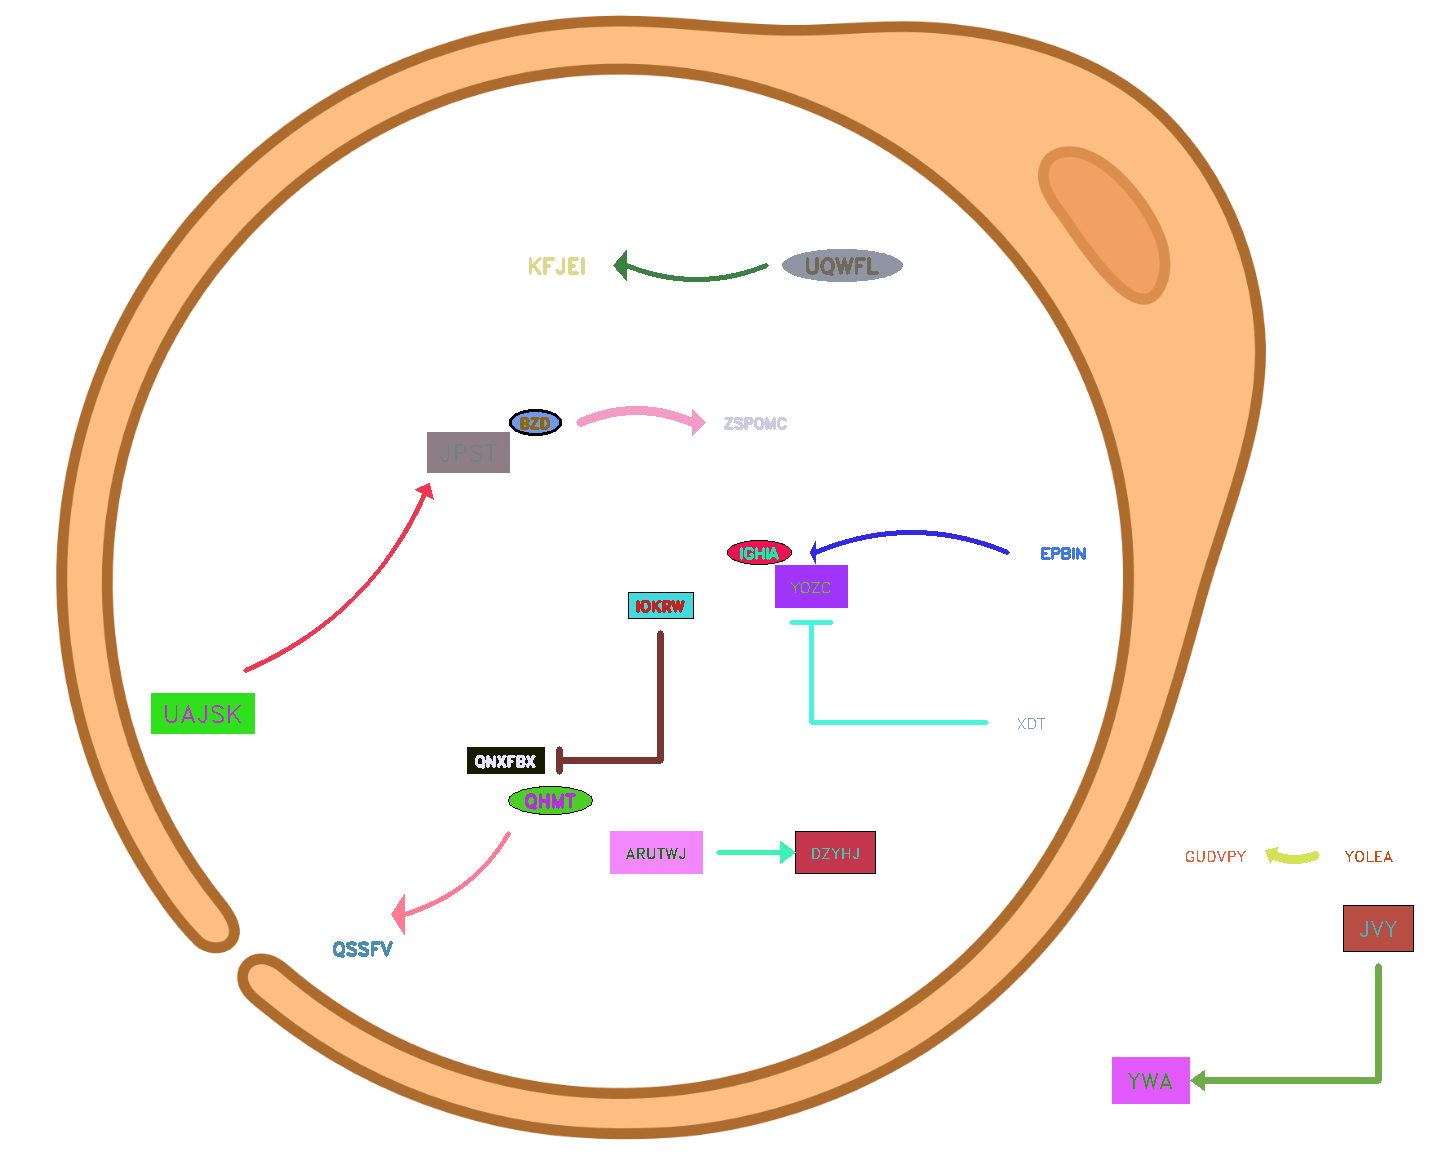 KFJEI
UQWFL
BZD
ZSPOMC
JPST
IGHIA
EPBIN
YDZC
IOKRW
UAJSK
XDT
QNXFBX
QHMT
ARUTWJ
DZYHJ
GUDVPY
YOLEA
JVY
QSSFV
YWA